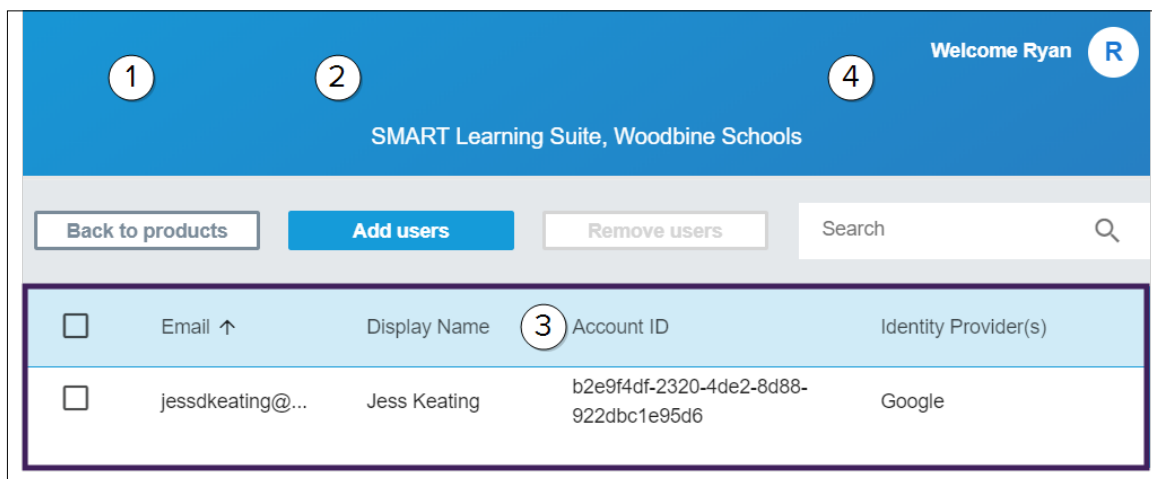 Welcome Ryan R
1 2 4
SMART Learning Suite, Woodbine Schools
Back to products Add users Remove users Search
Email ↑ Display Name 3 Account ID Identity Provider(s)
jessdkeating@... Jess Keating b2e9f4df-2320-4de2-8d88-
922dbc1e95d6 Google